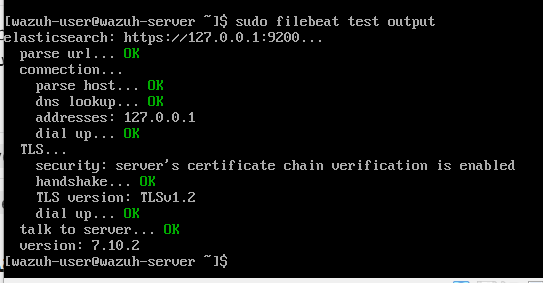 [wazuh-user@wazuh-server ~]$ sudo filebeat test output
elasticsearch: https://127.0.0.1:9200...
  parse url... OK
  connection...
    parse host... OK
    dns lookup... OK
    addresses: 127.0.0.1
    dial up... OK
  TLS...
    security: server's certificate chain verification is enabled
    handshake... OK
    TLS version: TLSv1.2
    dial up... OK
  talk to server... OK
  version: 7.10.2
[wazuh-user@wazuh-server ~]$